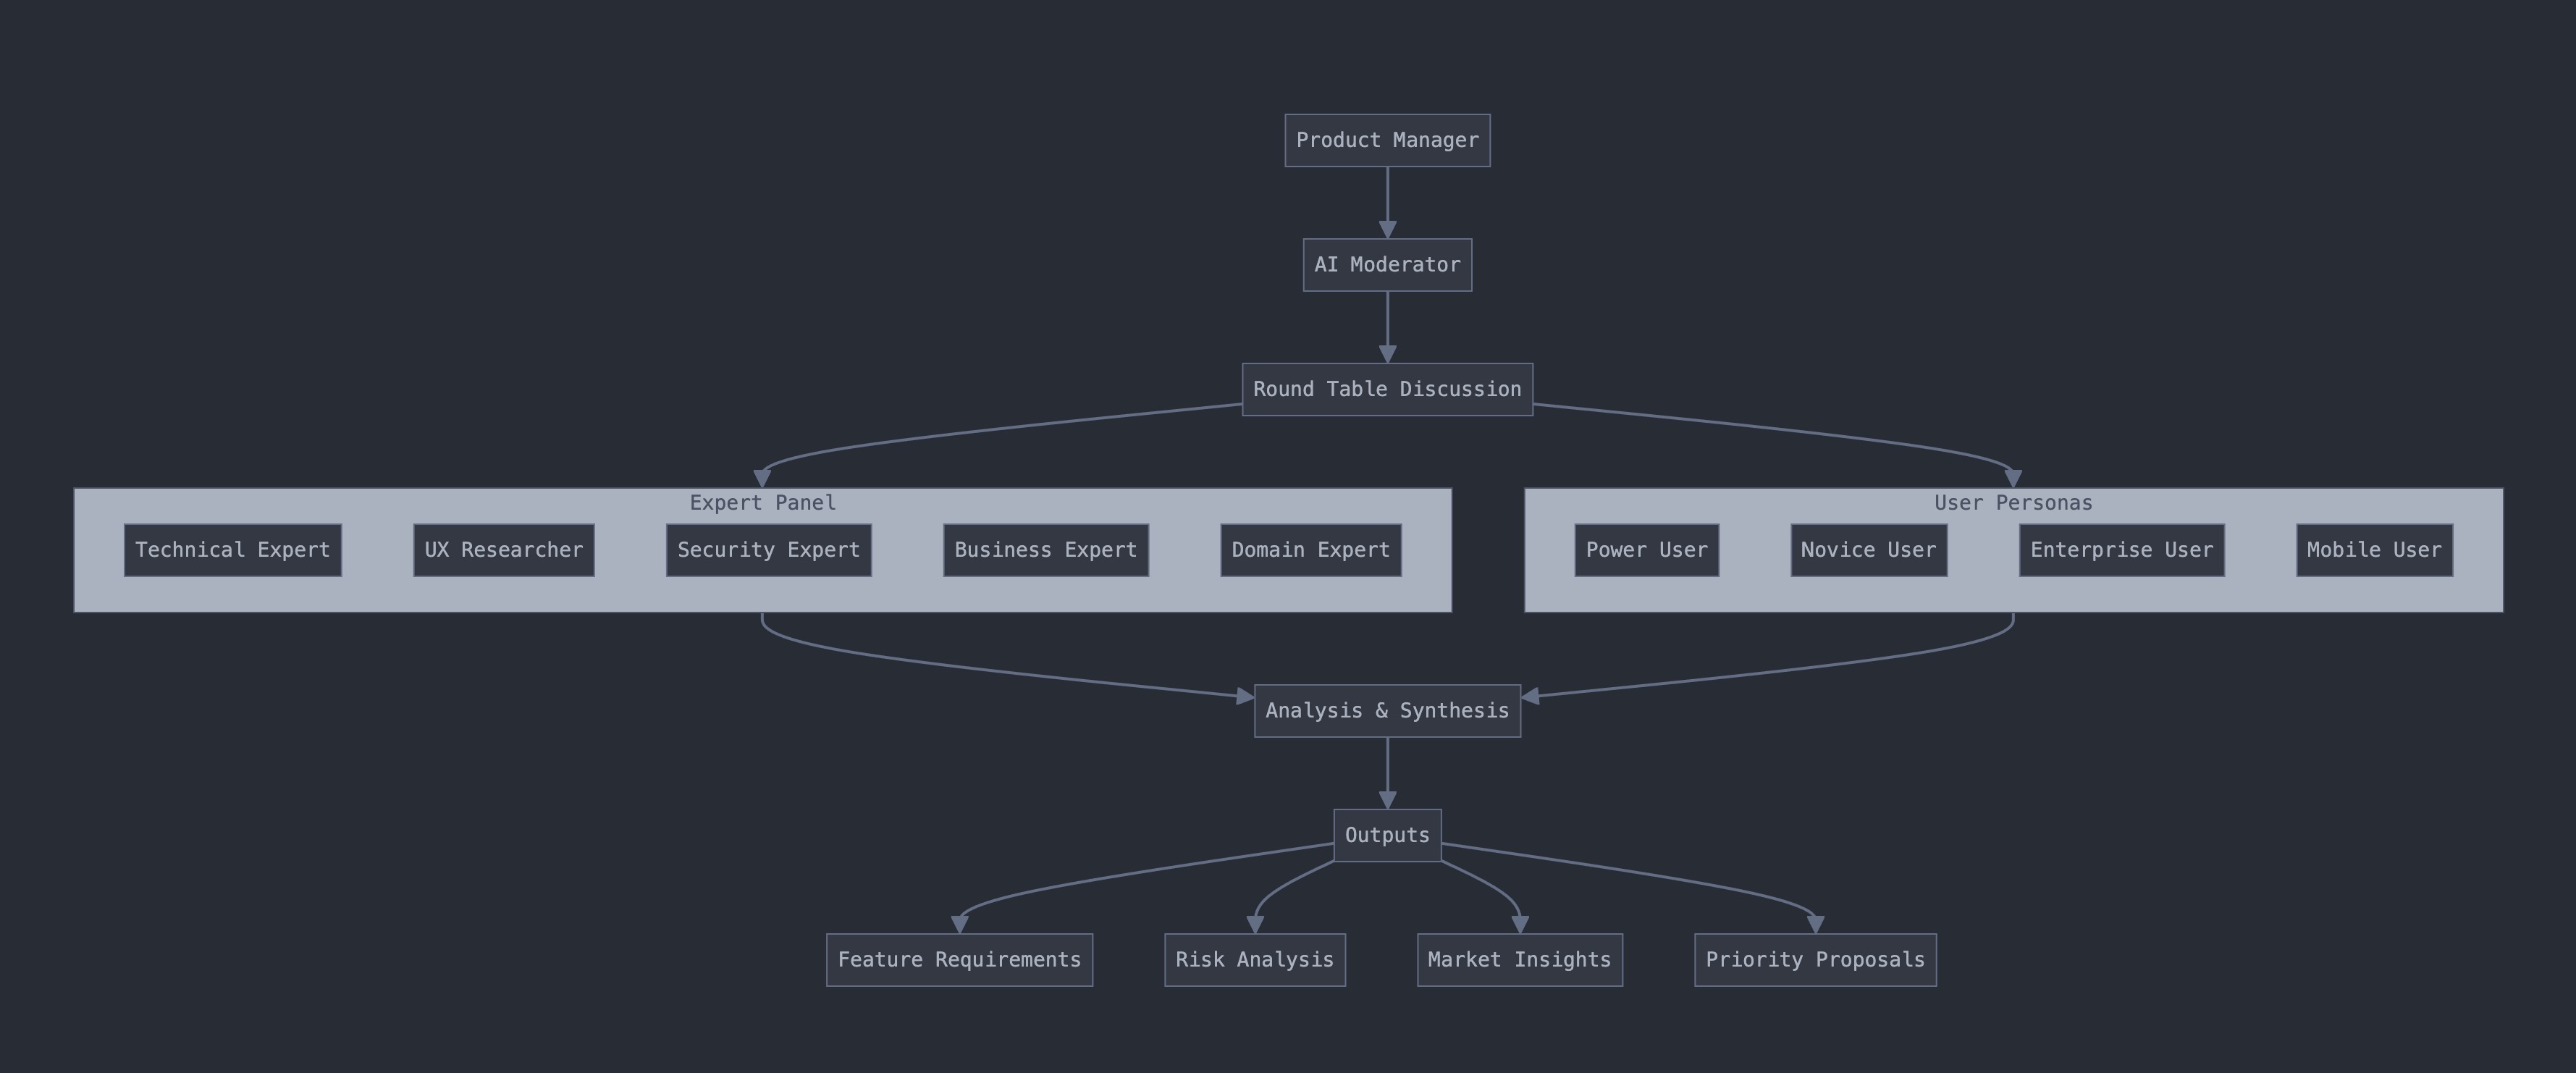 Product Manager
AI Moderator
Round Table Discussion
Expert Panel
Technical Expert
UX Researcher
Security Expert
Business Expert
Domain Expert
User Personas
Power User
Novice User
Enterprise User
Mobile User
Analysis & Synthesis
Outputs
Feature Requirements
Risk Analysis
Market Insights
Priority Proposals